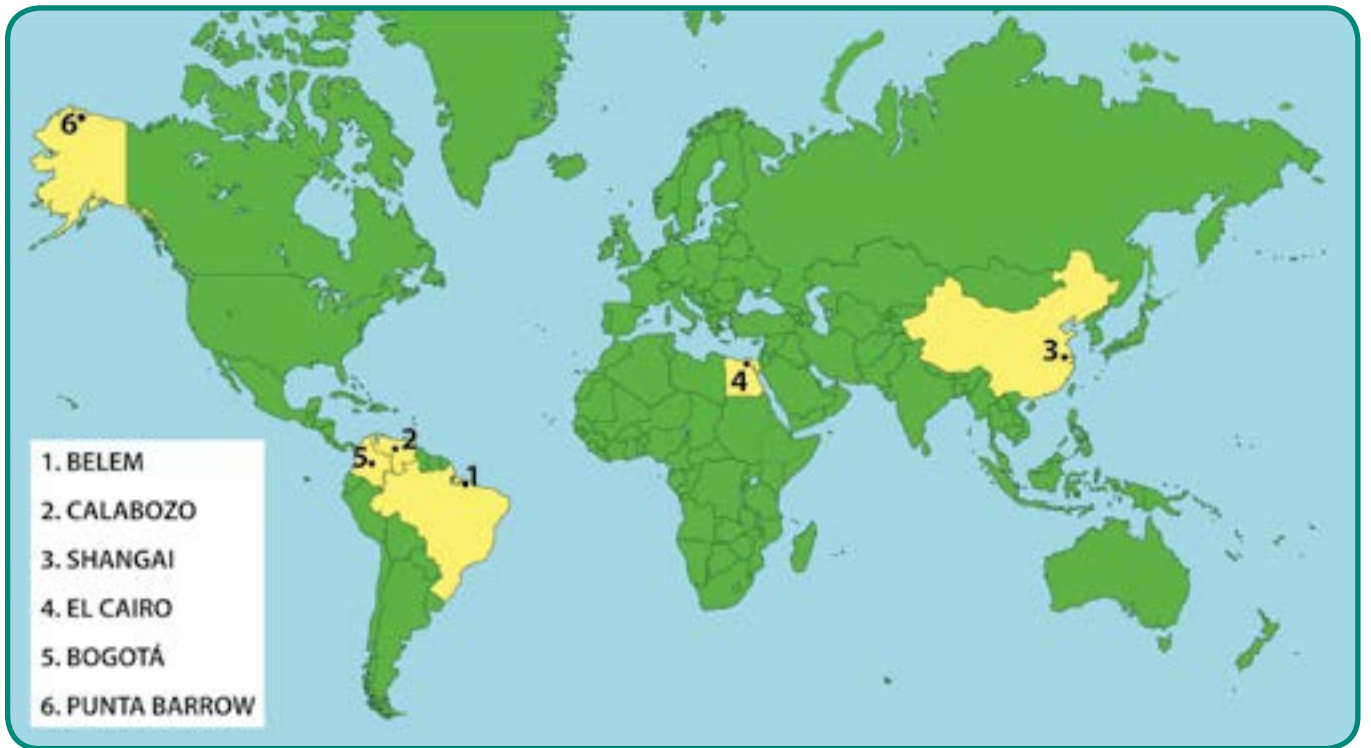 6
3
4
2
5
1
1. BELEM
2. CALABOZO
3. SHANGAI
4. EL CAIRO
5. BOGOTÁ
6. PUNTA BARROW